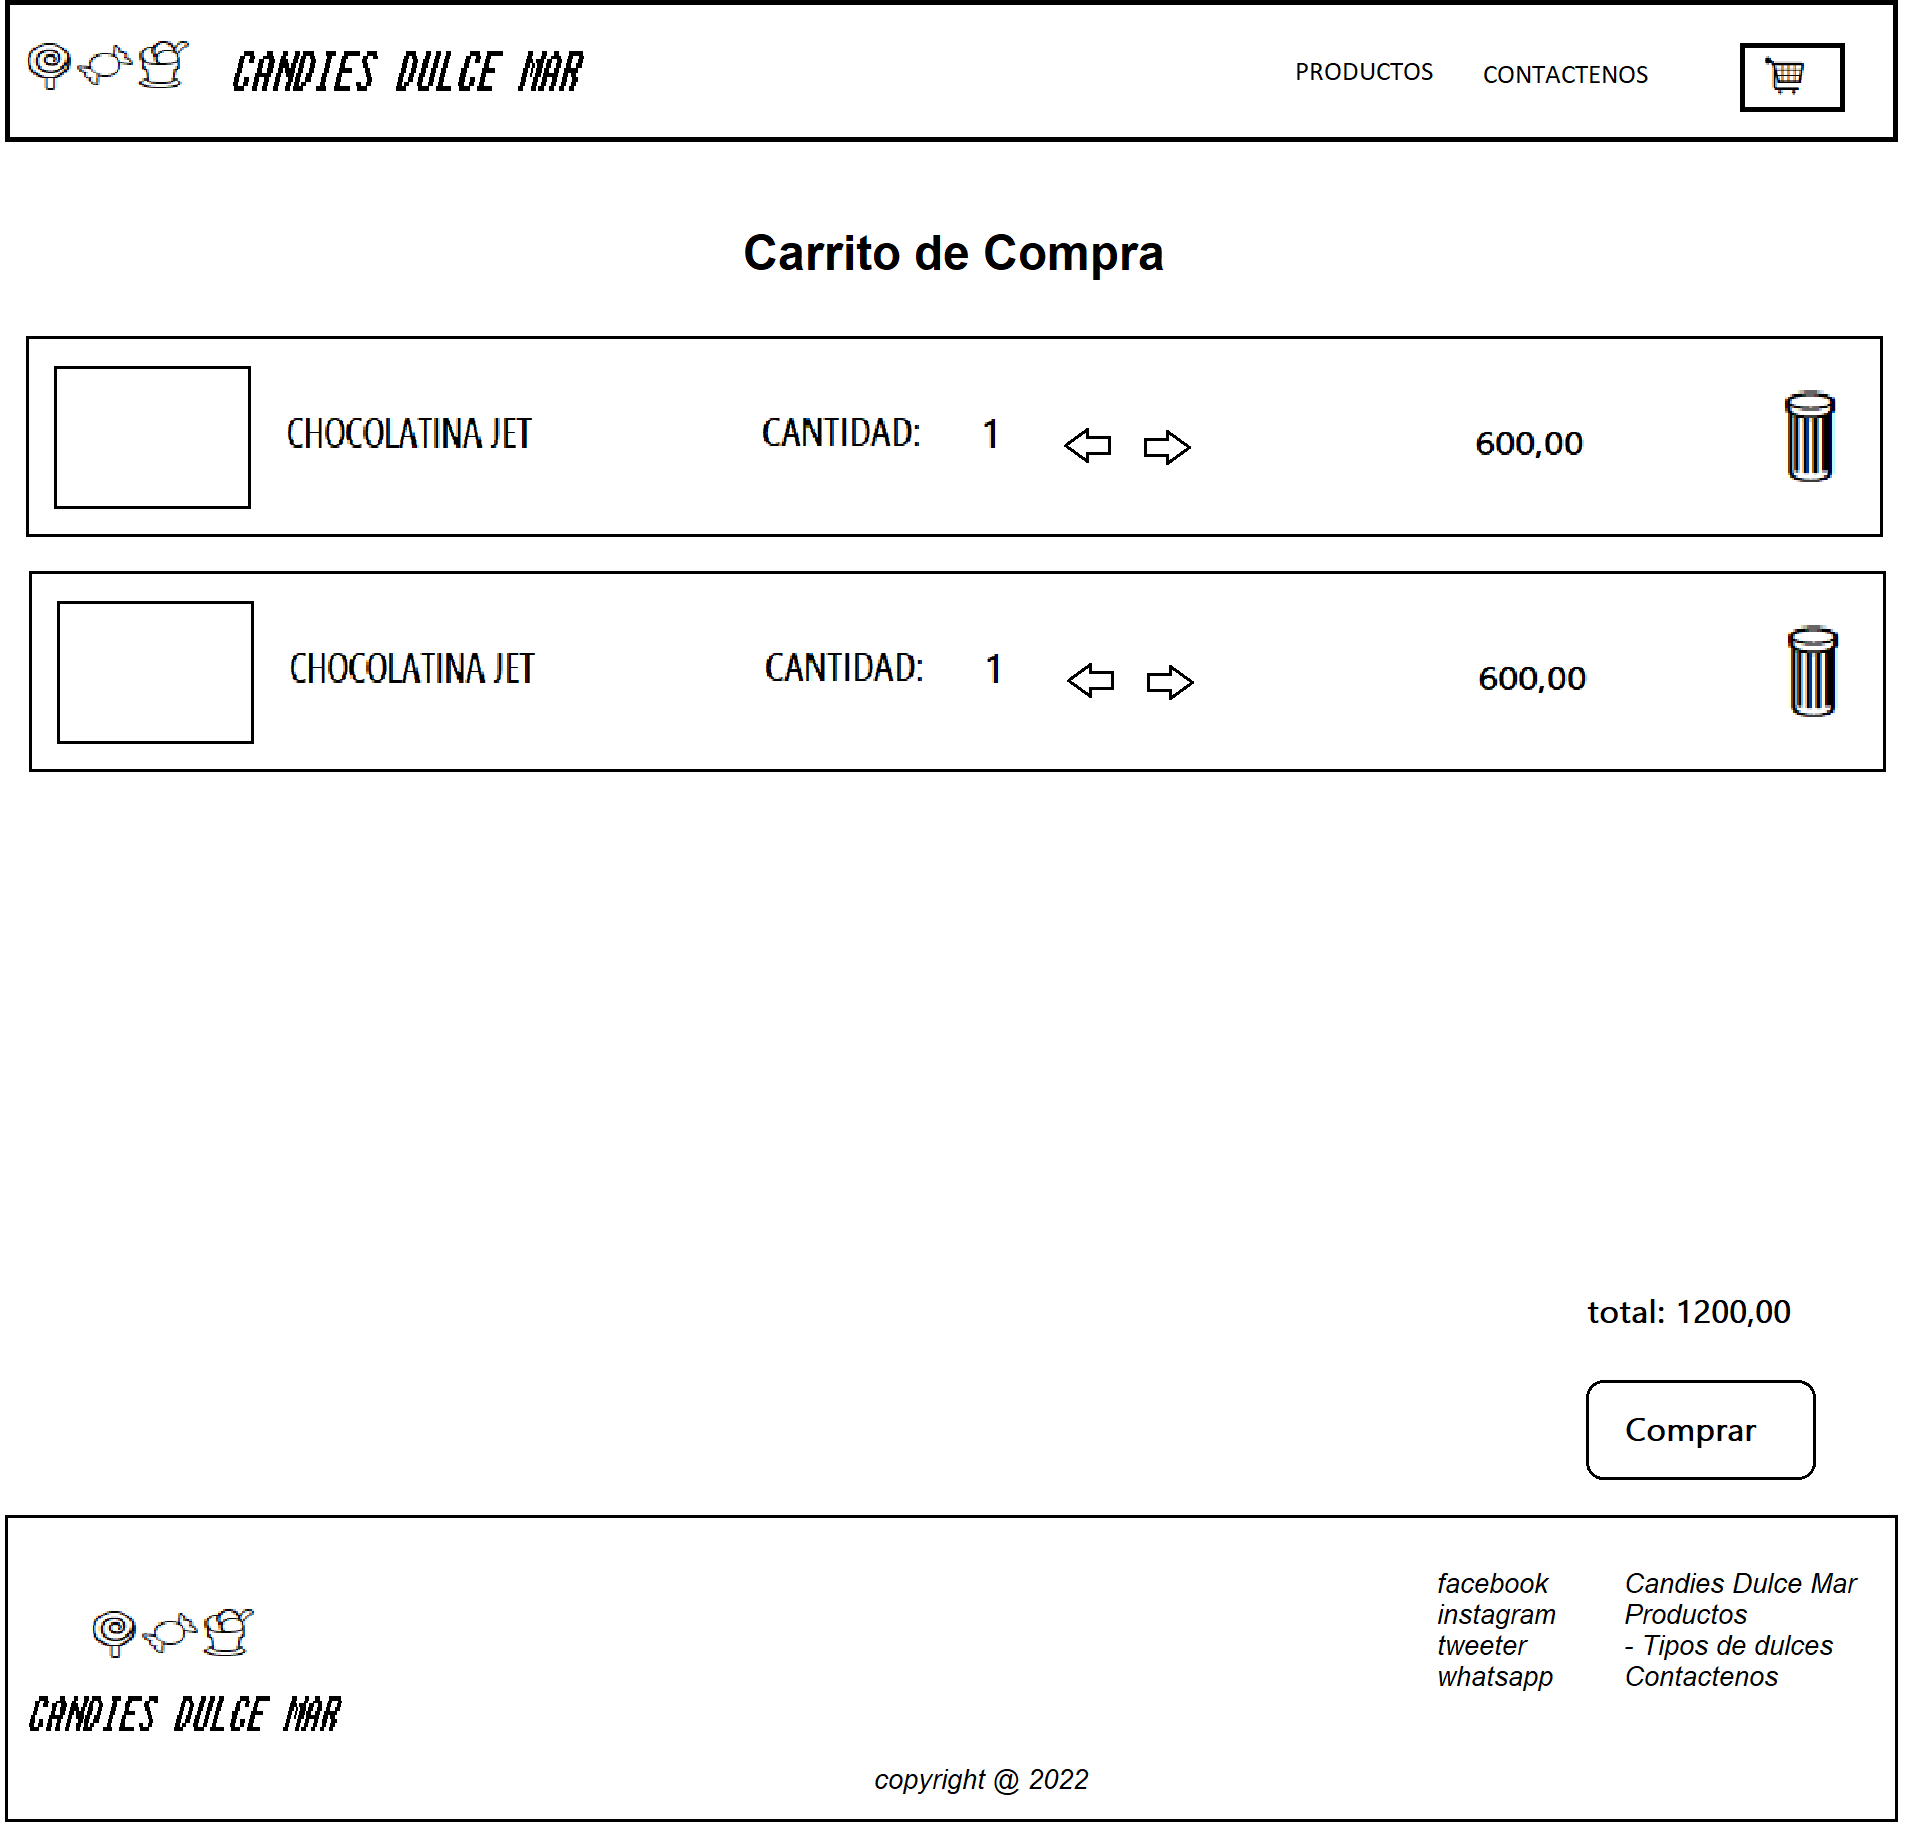 CANDIES DULCE MAR
PRODUCTOS
CONTACTENOS
Carrito de Compra
CHOCOLATINA JET
CANTIDAD:
1
600,00
CHOCOLATINA JET
CANTIDAD:
1
600,00
total: 1200,00
Comprar
CANDIES DULCE MAR
facebook
instagram
tweeter
whatsapp
Candies Dulce Mar
Productos
- Tipos de dulces
Contactenos
copyright @ 2022